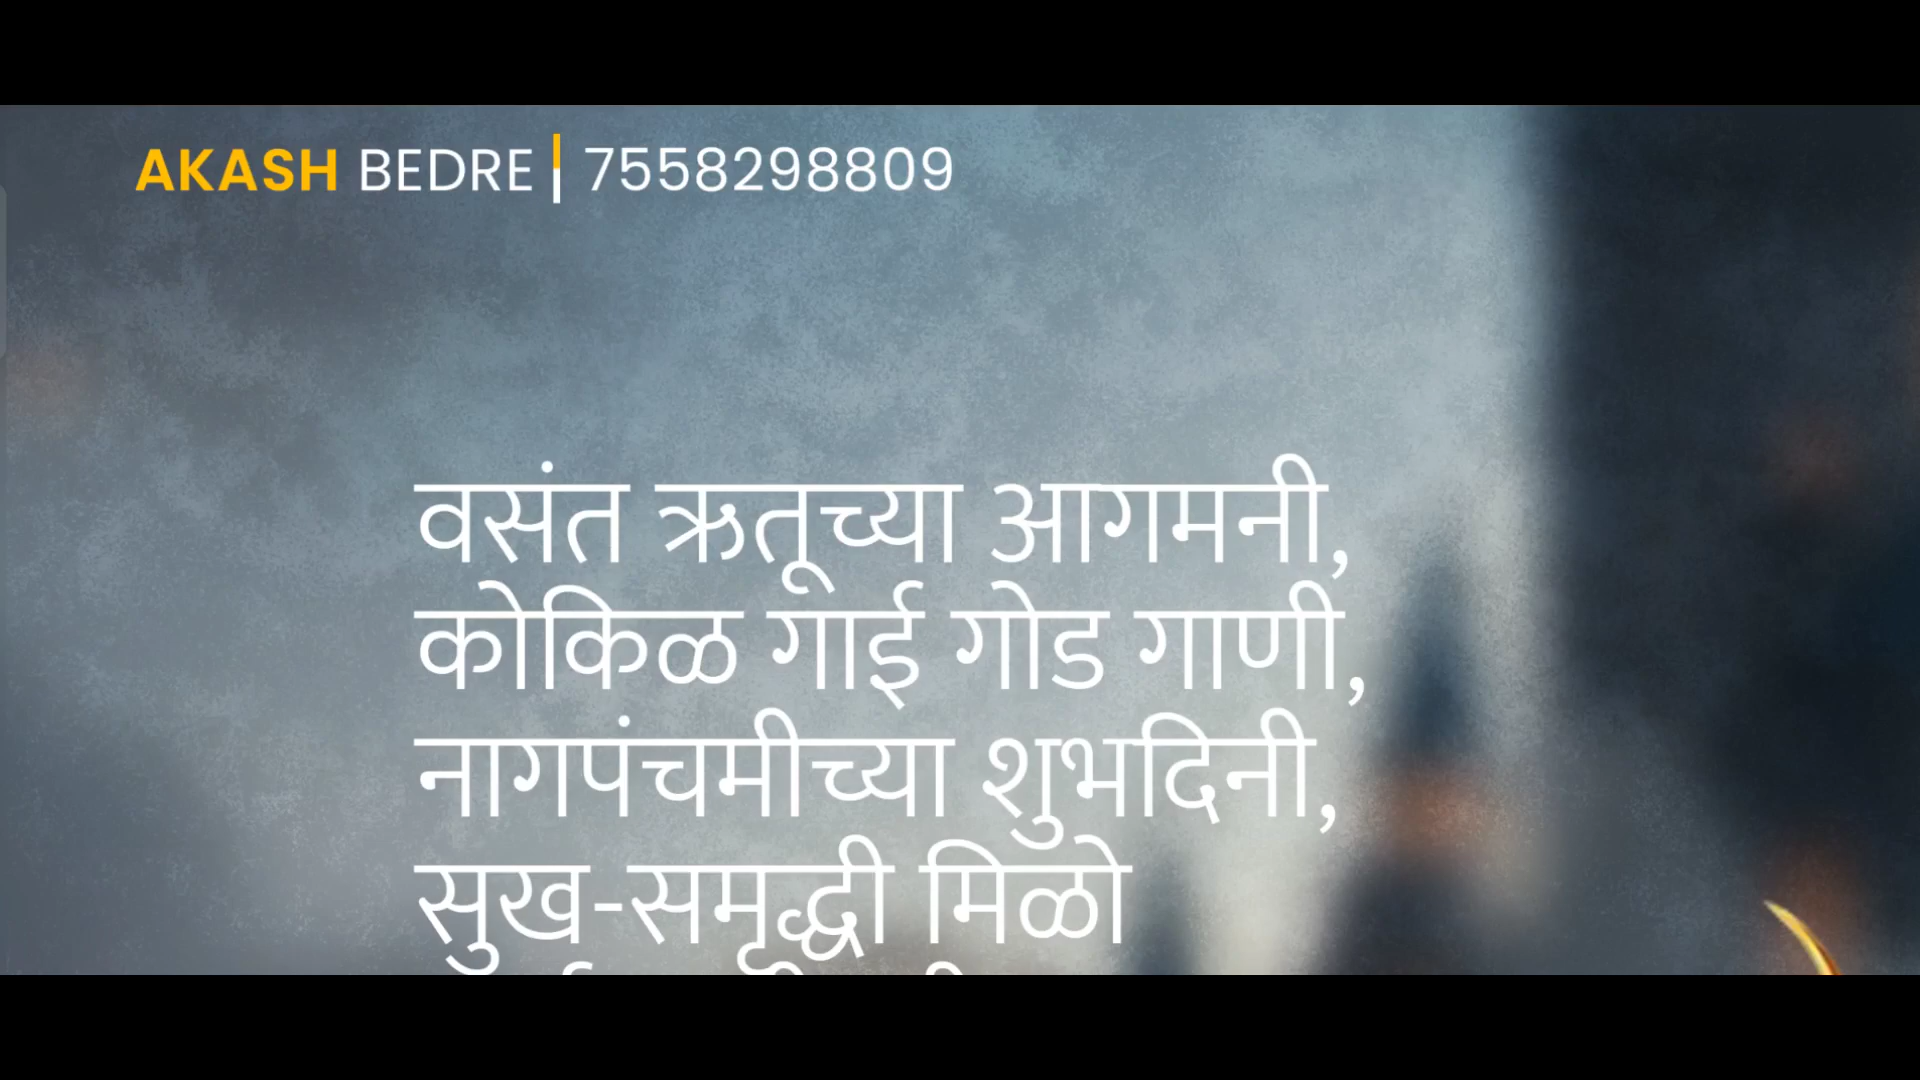 AKASH BEDRE | 7558298809
वसंत ऋतूच्या आगमनी,
कोकिळ गाई गोड गाणी,
नागपंचमीच्या शुभदिनी,
सुख-समृद्धी मिळो